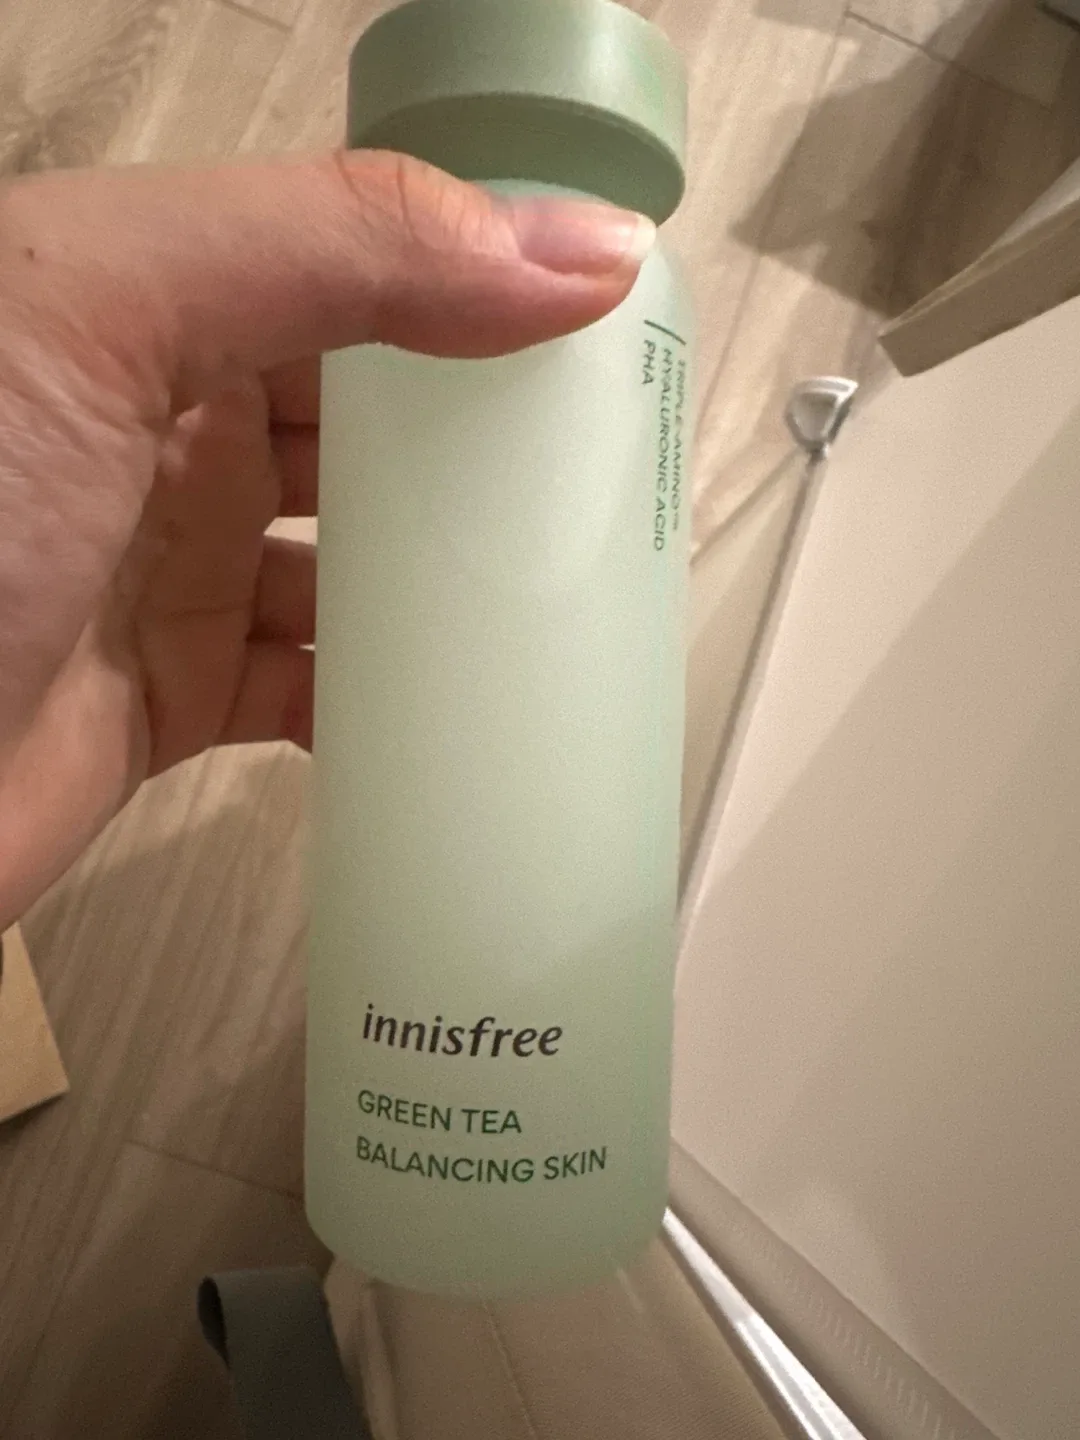 TRIPLE-AMINO™
HYALURONIC ACID
PHA
innisfree
GREEN TEA
BALANCING SKIN